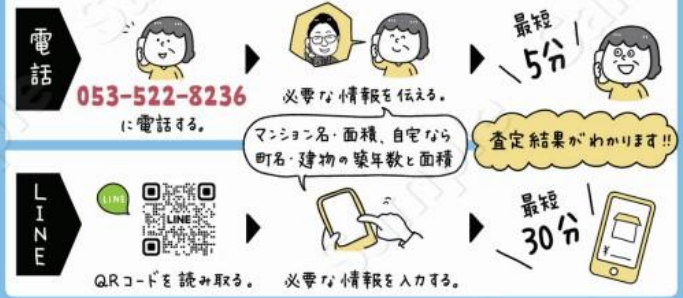 電話
053-522-8236
に電話する。
必要な情報を伝える。
最短
5分
マンション名・面積、自宅なら
町名・建物の築年数と面積
査定結果がわかります!!
LINE
LINE
LINE
QRコードを読み取る。
必要な情報を入力する。
最短
30分
¥